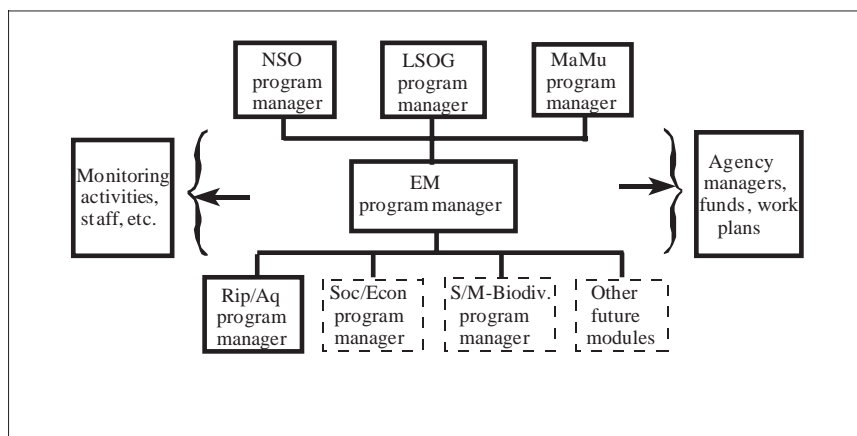 NSO
program
manager
LSOG
program
manager
MaMu
program
manager
Monitoring
activities,
staff, etc.
EM
program manager
Agency
managers,
funds, work
plans
Rip/Aq
program
manager
Soc/Econ
program
manager
S/M-Biodiv.
program
manager
Other
future
modules